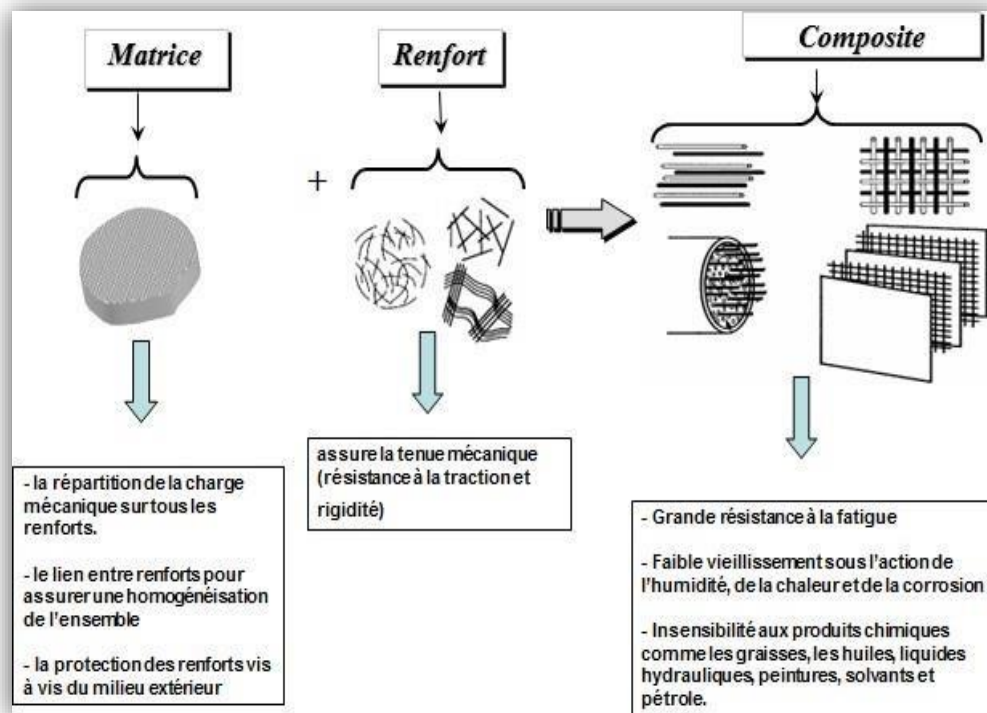 Matrice
Renfort
Composite
+
- la répartition de la charge
mécanique sur tous les
renforts.
- le lien entre renforts pour
assurer une homogénéisation
de l'ensemble
- la protection des renforts vis
à vis du milieu extérieur
assure la tenue mécanique
(résistance à la traction et
rigidité)
- Grande résistance à la fatigue
- Faible vieillissement sous l'action de
l'humidité, de la chaleur et de la corrosion
- Insensibilité aux produits chimiques
comme les graisses, les huiles, liquides
hydrauliques, peintures, solvants et
pétrole.